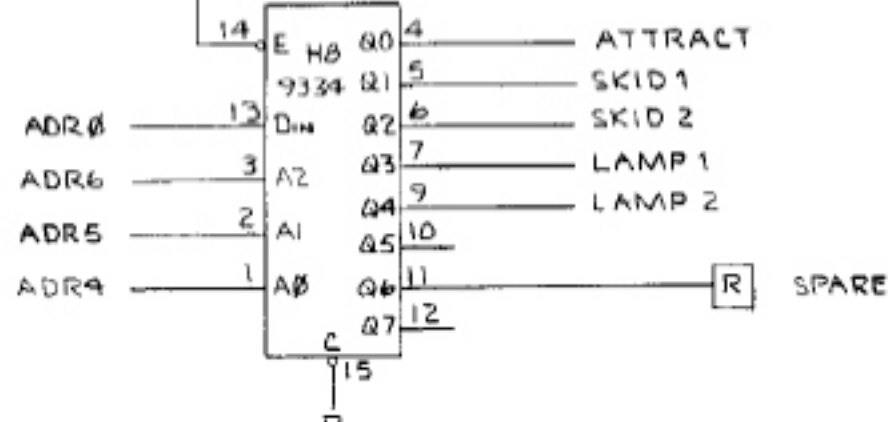 14 E H8 Q0 4 ATTRACT
9334 Q1 5 SKID 1
ADRØ 13 DIN Q2 6 SKID 2
Q3 7 LAMP 1
ADR6 3 A2
Q4 9 LAMP 2
ADR5 2 A1 Q5 10
ADR4 1 AØ Q6 11 R SPARE
Q7 12
C
15